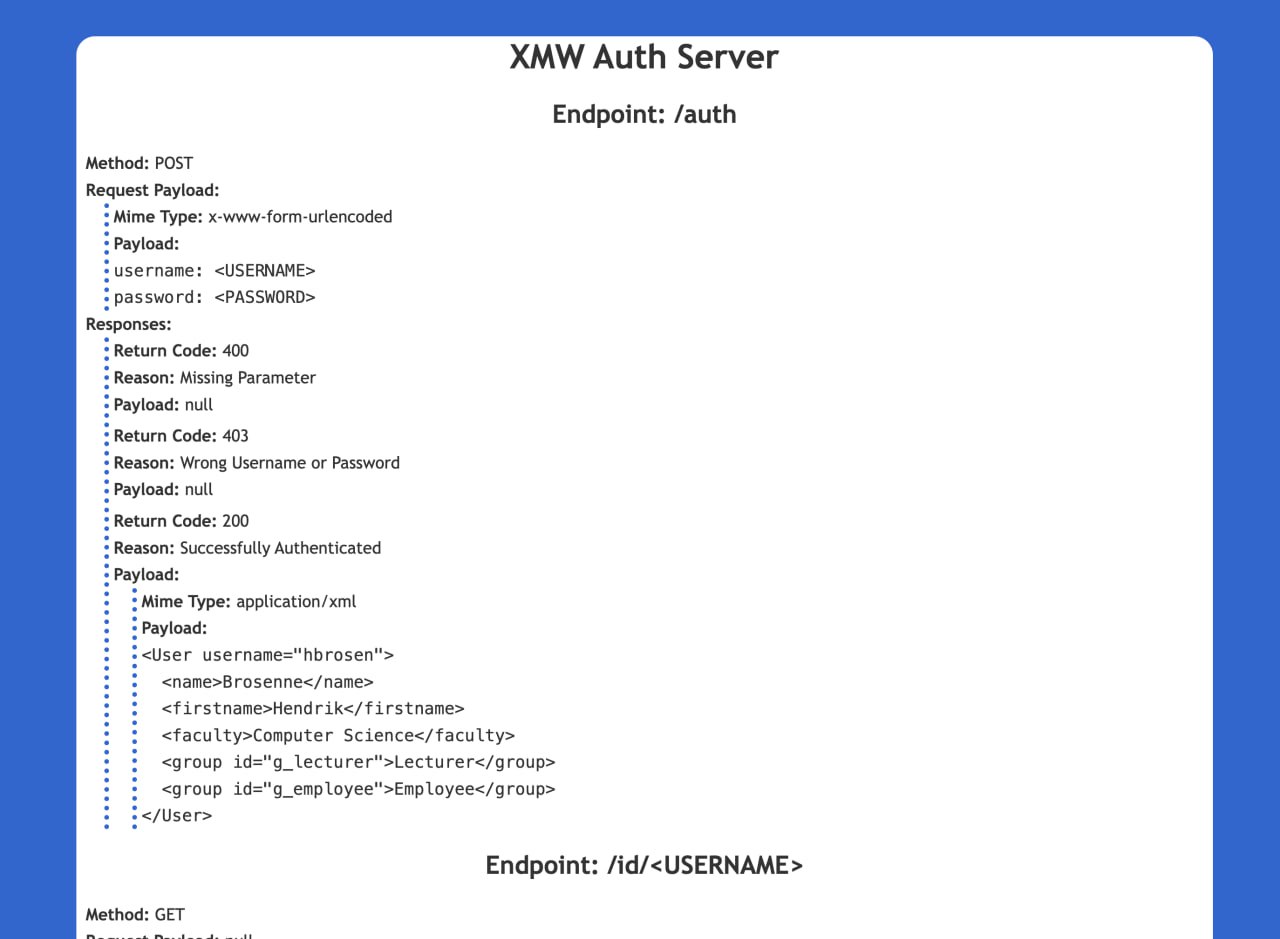 XMW Auth Server
Endpoint: /auth
Method: POST
Request Payload:
Mime Type: x-www-form-urlencoded
Payload:
username: <USERNAME>
password: <PASSWORD>
Responses:
Return Code: 400
Reason: Missing Parameter
Payload: null
Return Code: 403
Reason: Wrong Username or Password
Payload: null
Return Code: 200
Reason: Successfully Authenticated
Payload:
Mime Type: application/xml
Payload:
<User username="hbrosen">
  <name>Brosenne</name>
  <firstname>Hendrik</firstname>
  <faculty>Computer Science</faculty>
  <group id="g_lecturer">Lecturer</group>
  <group id="g_employee">Employee</group>
</User>
Endpoint: /id/<USERNAME>
Method: GET
Request Payload: null